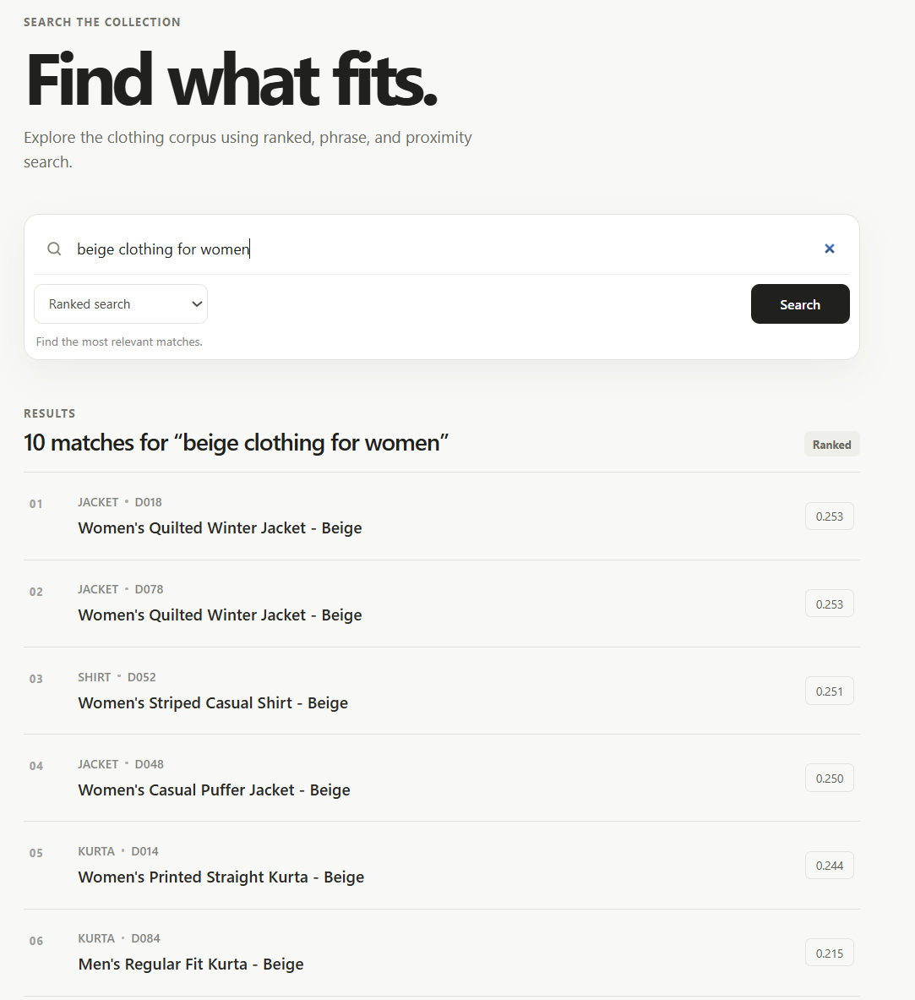 SEARCH THE COLLECTION
Find what fits.
Explore the clothing corpus using ranked, phrase, and proximity
search.
beige clothing for women
Ranked search
Search
Find the most relevant matches.
RESULTS
10 matches for “beige clothing for women”
Ranked
01
JACKET • D018
Women's Quilted Winter Jacket - Beige
0.253
02
JACKET • D078
Women's Quilted Winter Jacket - Beige
0.253
03
SHIRT • D052
Women's Striped Casual Shirt - Beige
0.251
04
JACKET • D048
Women's Casual Puffer Jacket - Beige
0.250
05
KURTA • D014
Women's Printed Straight Kurta - Beige
0.244
06
KURTA • D084
Men's Regular Fit Kurta - Beige
0.215